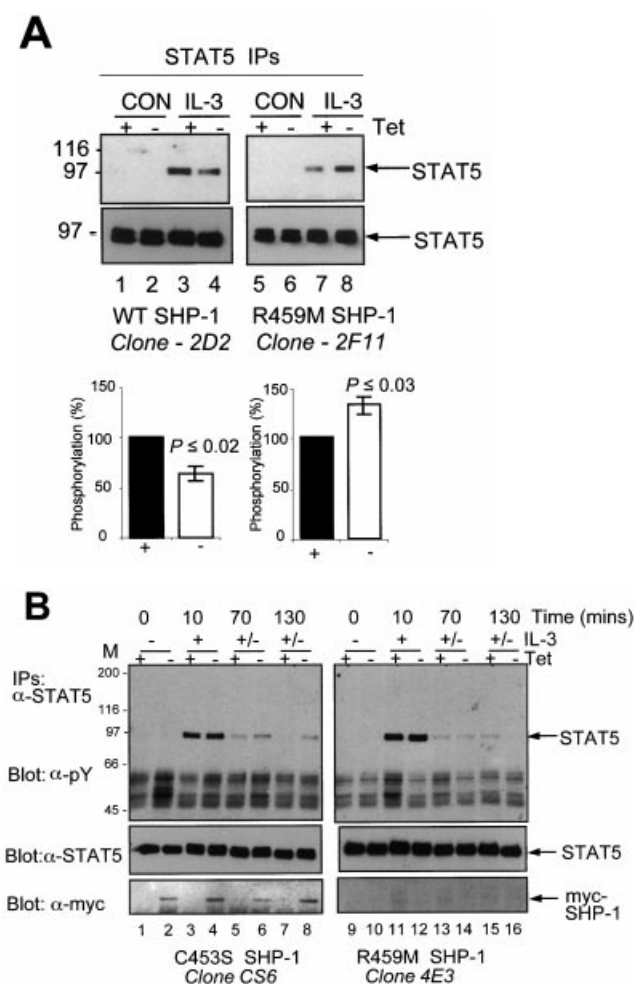 A
STAT5 IPs
CON IL-3 CON IL-3
+ - + - + - + - Tet
116
97
STAT5
97 -
STAT5
1 2 3 4 5 6 7 8
WT SHP-1 R459M SHP-1
Clone - 2D2 Clone - 2F11
Phosphorylation (%)
150
100
50
0
P ≤ 0.02
+ -
Phosphorylation (%)
150
100
50
0
P ≤ 0.03
+ -
B
0 10 70 130 0 10 70 130 Time (mins)
- + +/- +/- - + +/- +/- IL-3
M + - + - + - + - + - + - + - + - Tet
IPs:
α-STAT5
200 -
116 -
97 -
66 -
45 -
STAT5
Blot: α-pY
Blot:α-STAT5
STAT5
Blot: α-myc
myc-
SHP-1
1 2 3 4 5 6 7 8 9 10 11 12 13 14 15 16
C453S SHP-1 R459M SHP-1
Clone CS6 Clone 4E3